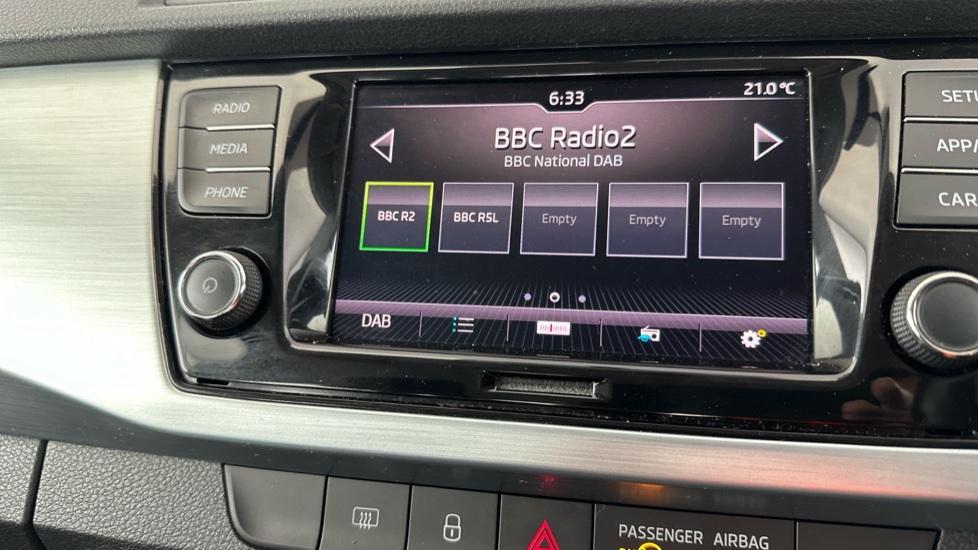 RADIO
MEDIA
PHONE
6:33
21.0 °C
BBC Radio2
BBC National DAB
BBC R2
BBC R5L
Empty
Empty
Empty
DAB
SETU
APP/
CAR
PASSENGER AIRBAG